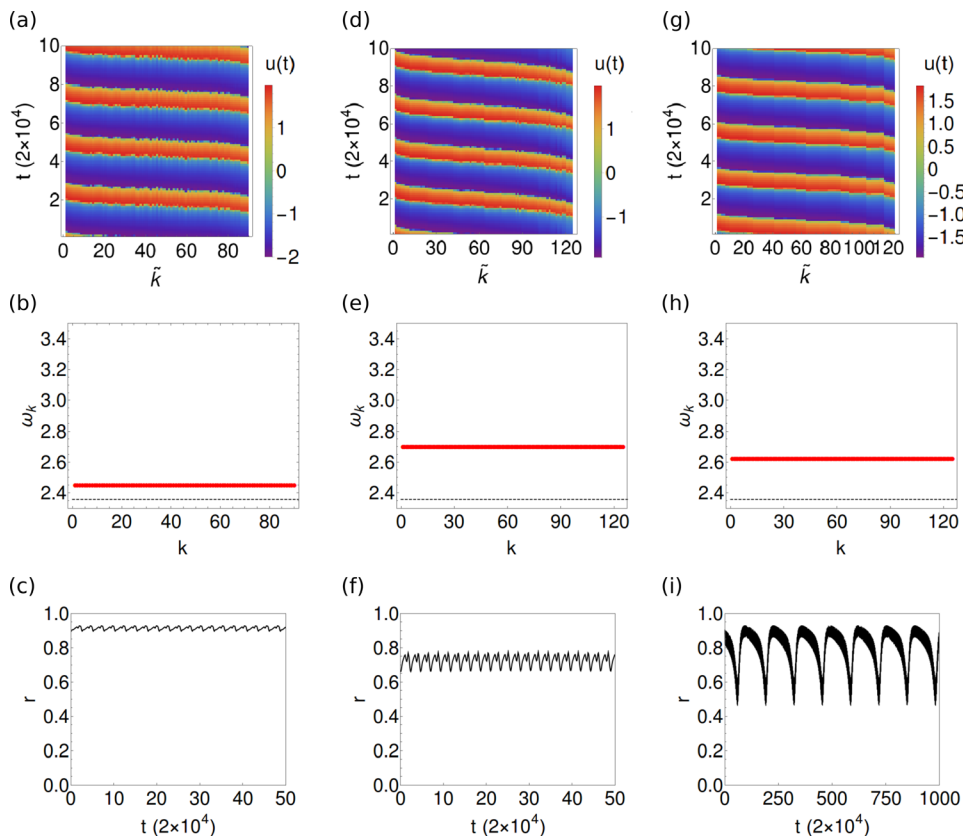 (a)
10
8
6
4
2
t (2×10⁴)
0 20 40 60 80
k̃
u(t)
1
0
−1
−2
(d)
10
8
6
4
2
t (2×10⁴)
0 30 60 90 120
k̃
u(t)
1
0
−1
(g)
10
8
6
4
2
t (2×10⁴)
0 20 40 60 80 100 120
k̃
u(t)
1.5
1.0
0.5
0
−0.5
−1.0
−1.5
(b)
3.4
3.2
3.0
2.8
2.6
2.4
ωk
0 20 40 60 80
k
(e)
3.4
3.2
3.0
2.8
2.6
2.4
ωk
0 30 60 90 120
k
(h)
3.4
3.2
3.0
2.8
2.6
2.4
ωk
0 30 60 90 120
k
(c)
1.0
0.8
0.6
0.4
0.2
0.0
r
0 10 20 30 40 50
t (2×10⁴)
(f)
1.0
0.8
0.6
0.4
0.2
0.0
r
0 10 20 30 40 50
t (2×10⁴)
(i)
1.0
0.8
0.6
0.4
0.2
0.0
r
0 250 500 750 1000
t (2×10⁴)